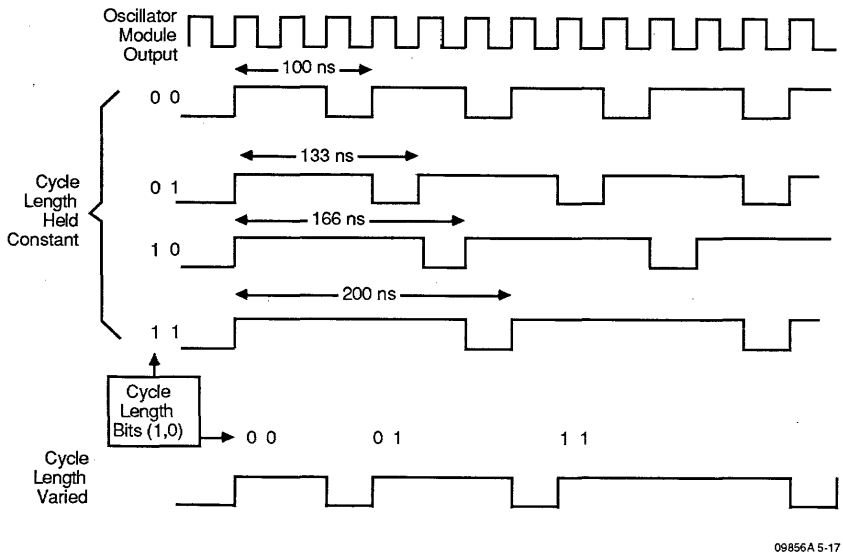 Oscillator
Module
Output
100 ns
0 0
133 ns
0 1
Cycle
Length
Held
Constant
166 ns
1 0
200 ns
1 1
Cycle
Length
Bits (1,0)
0 0
0 1
1 1
Cycle
Length
Varied
09856A 5-17